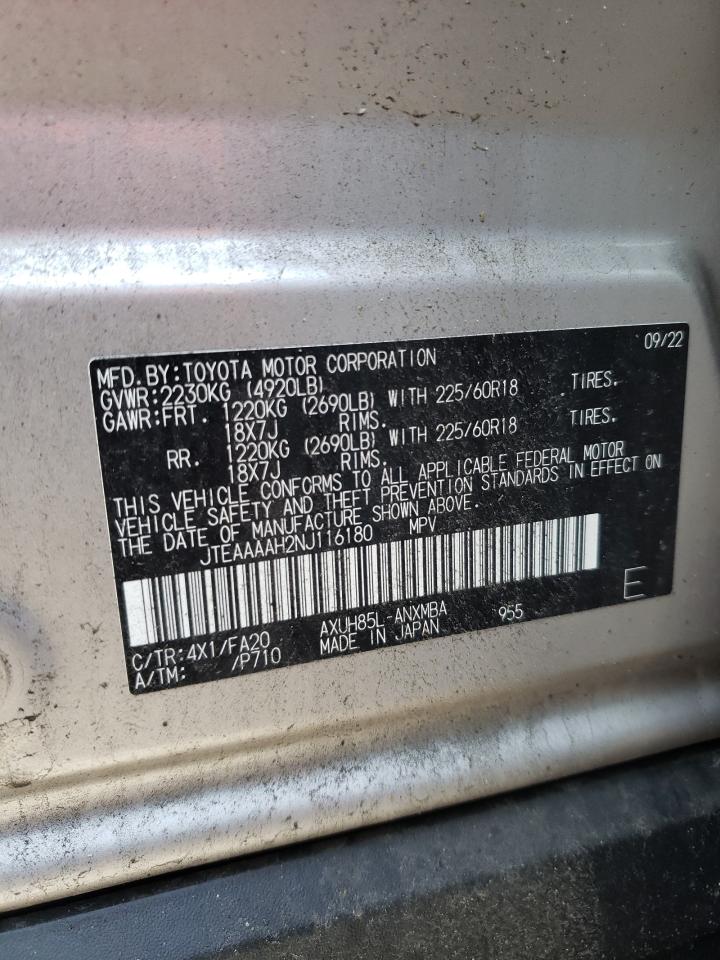 09/22
MFD.BY:TOYOTA MOTOR CORPORATION
GVWR:2230KG (4920LB)
GAWR:FRT. 1220KG (2690LB) WITH 225/60R18 TIRES.
18X7J RIMS.
RR. 1220KG (2690LB) WITH 225/60R18 TIRES.
18X7J RIMS.
THIS VEHICLE CONFORMS TO ALL APPLICABLE FEDERAL MOTOR
VEHICLE SAFETY AND THEFT PREVENTION STANDARDS IN EFFECT ON
THE DATE OF MANUFACTURE SHOWN ABOVE.
JTEAAAAH2NJ116180 MPV
C/TR:4X1/FA20 AXUH85L-ANXMBA 955 E
A/TM: /P710 MADE IN JAPAN